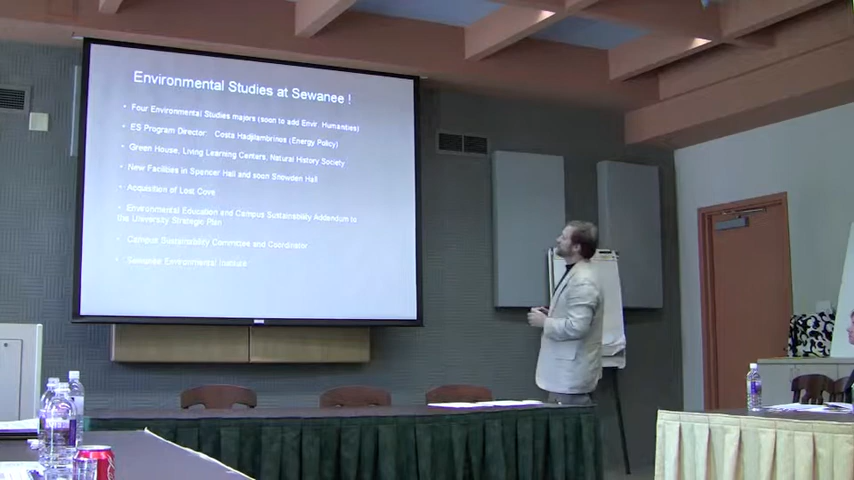 Environmental Studies at Sewanee !
• Four Environmental Studies majors (soon to add Envir. Humanities)
• ES Program Director: Costa Hadjilambrinos (Energy Policy)
• Green House, Living Learning Centers, Natural History Society
• New Facilities in Spencer Hall and soon Snowden Hall
• Acquisition of Lost Cove
• Environmental Education and Campus Sustainability Addendum to
the University Strategic Plan
• Campus Sustainability Committee and Coordinator
• Sewanee Environmental Institute